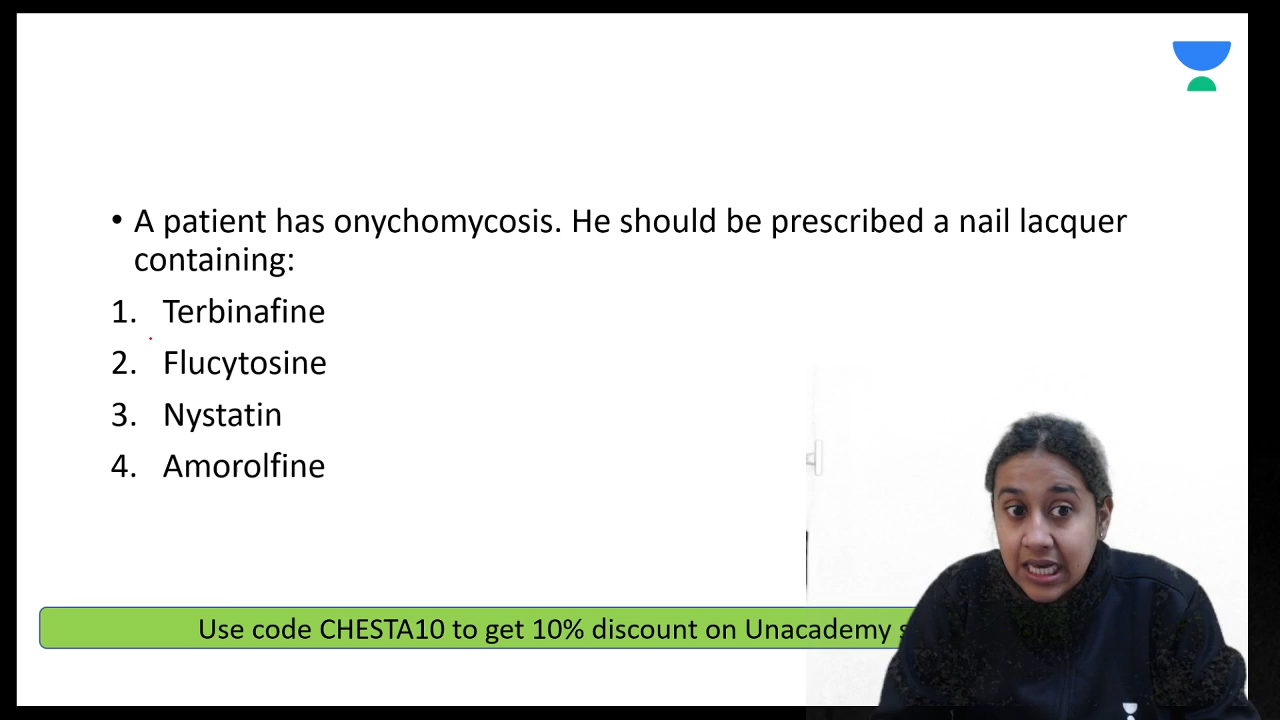 • A patient has onychomycosis. He should be prescribed a nail lacquer
containing:
1. Terbinafine
2. Flucytosine
3. Nystatin
4. Amorolfine
Use code CHESTA10 to get 10% discount on Unacademy